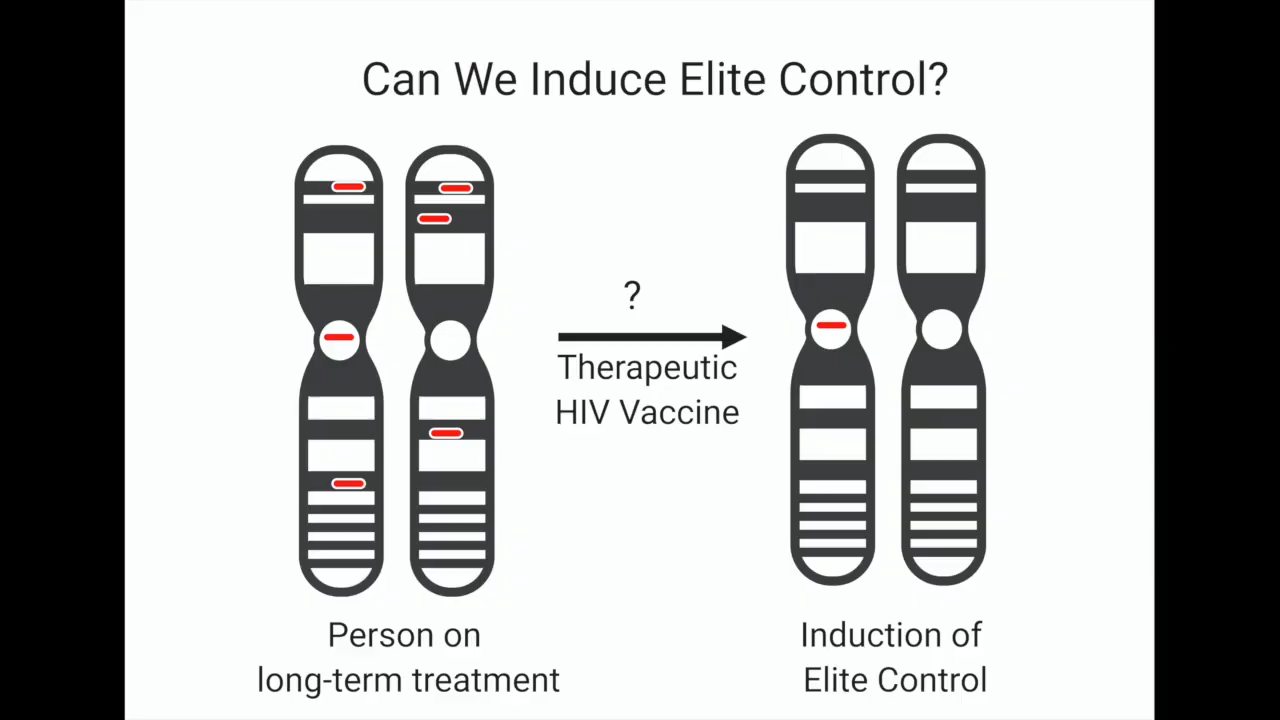 Can We Induce Elite Control?
?
Therapeutic
HIV Vaccine
Person on
long-term treatment
Induction of
Elite Control